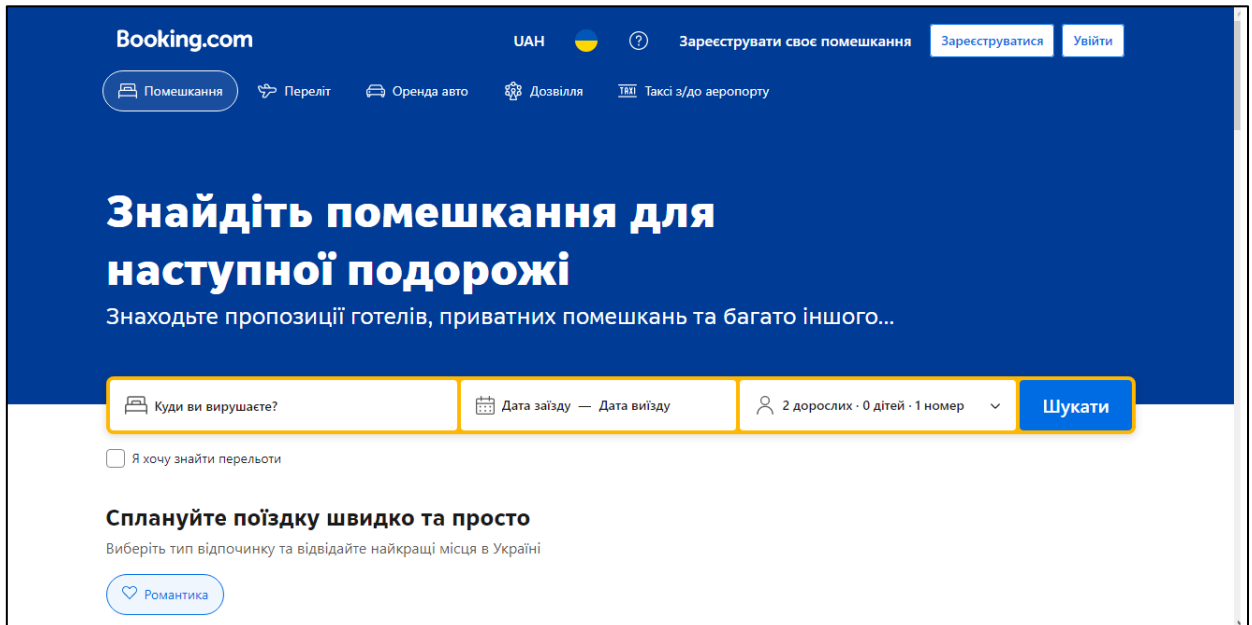 Booking.com
UAH
Зареєструвати своє помешкання
Зареєструватися
Увійти
Помешкання
Переліт
Оренда авто
Дозвілля
TAXI Таксі з/до аеропорту
Знайдіть помешкання для
наступної подорожі
Знаходьте пропозиції готелів, приватних помешкань та багато іншого...
Куди ви вирушаєте?
Дата заїзду — Дата виїзду
2 дорослих · 0 дітей · 1 номер
Шукати
Я хочу знайти перельоти
Сплануйте поїздку швидко та просто
Виберіть тип відпочинку та відвідайте найкращі місця в Україні
Романтика